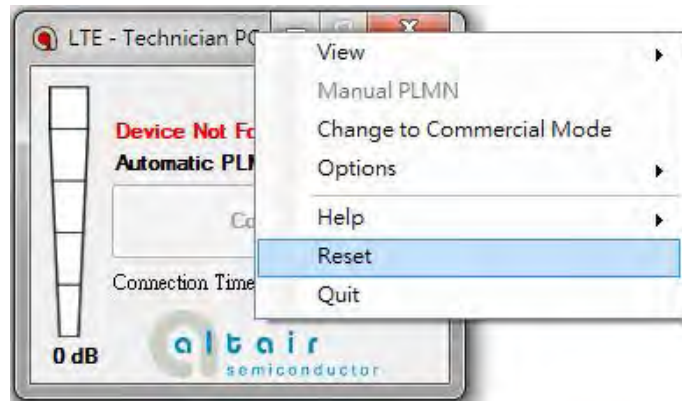 LTE - Technician PC
Device Not Fo
Automatic PLM
Co
Connection Time
0 dB
altair
semiconductor
View
Manual PLMN
Change to Commercial Mode
Options
Help
Reset
Quit